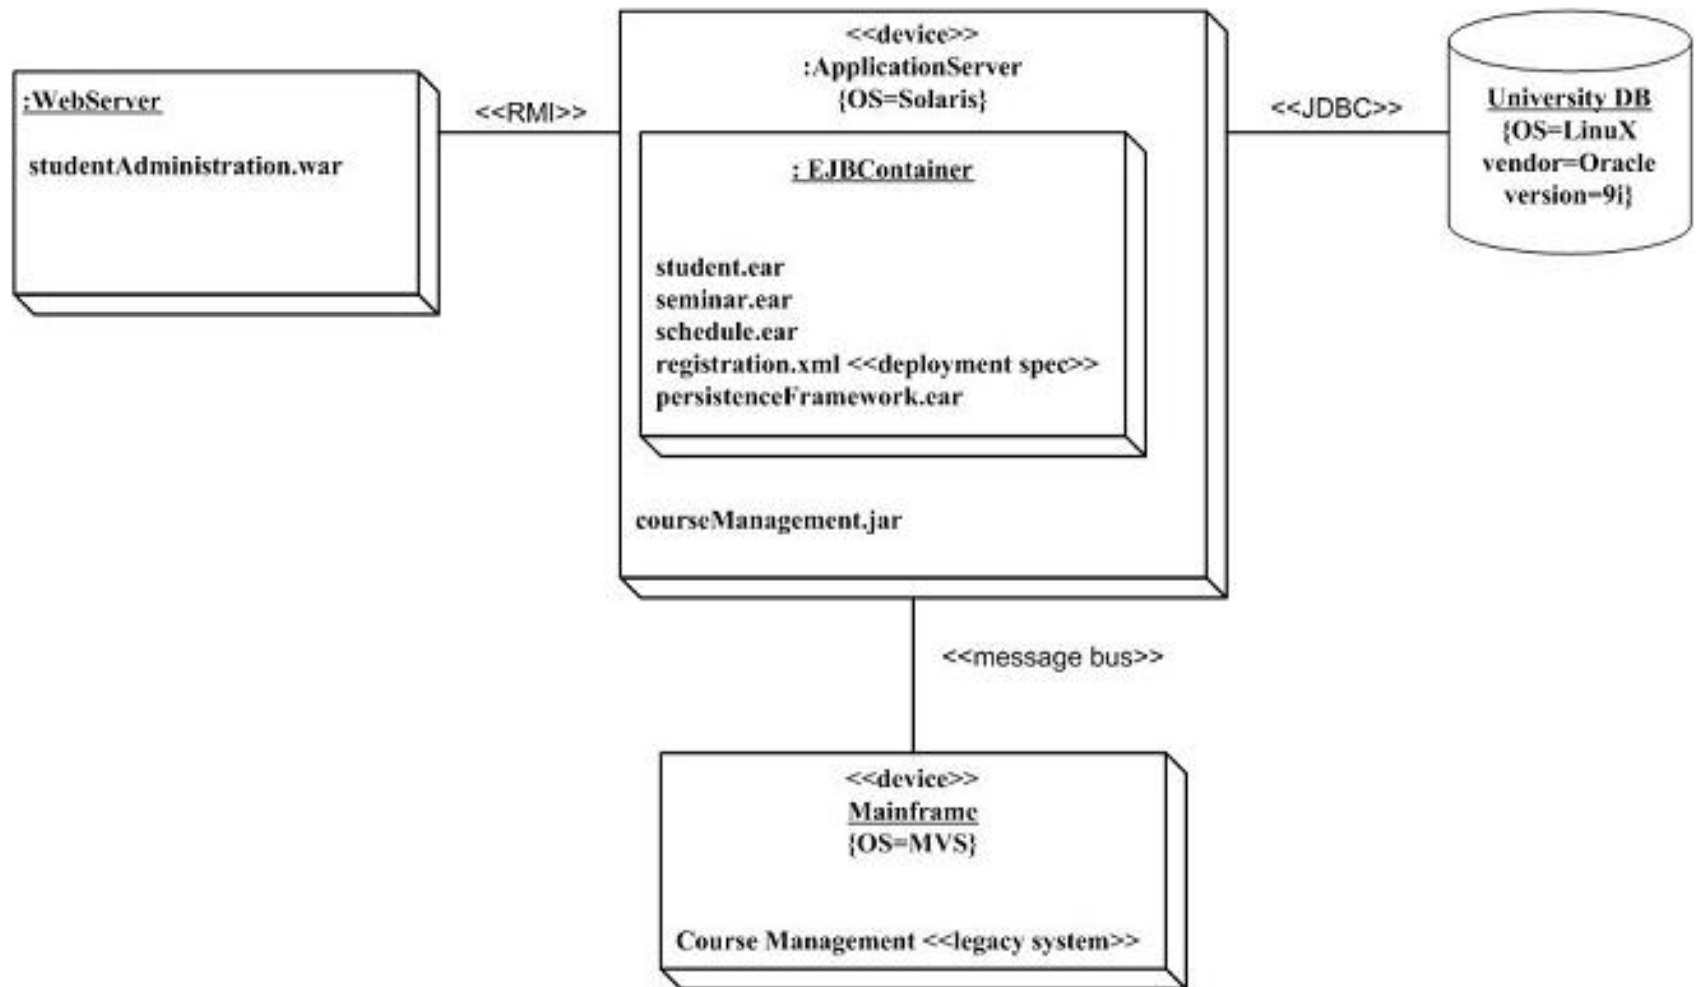 :WebServer
studentAdministration.war
<<RMI>>
<<device>>
:ApplicationServer
{OS=Solaris}
: EJBContainer
student.ear
seminar.ear
schedule.ear
registration.xml <<deployment spec>>
persistenceFramework.ear
courseManagement.jar
<<JDBC>>
University DB
{OS=LinuX
vendor=Oracle
version=9i}
<<message bus>>
<<device>>
Mainframe
{OS=MVS}
Course Management <<legacy system>>